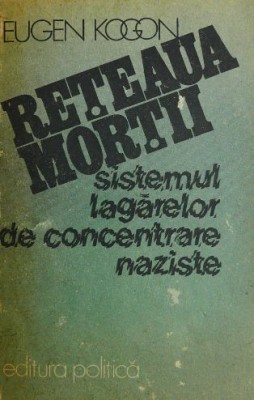 EUGEN KOGON
REȚEAUA
MORȚII
sistemul
lagărelor
de concentrare
naziste
editura politică